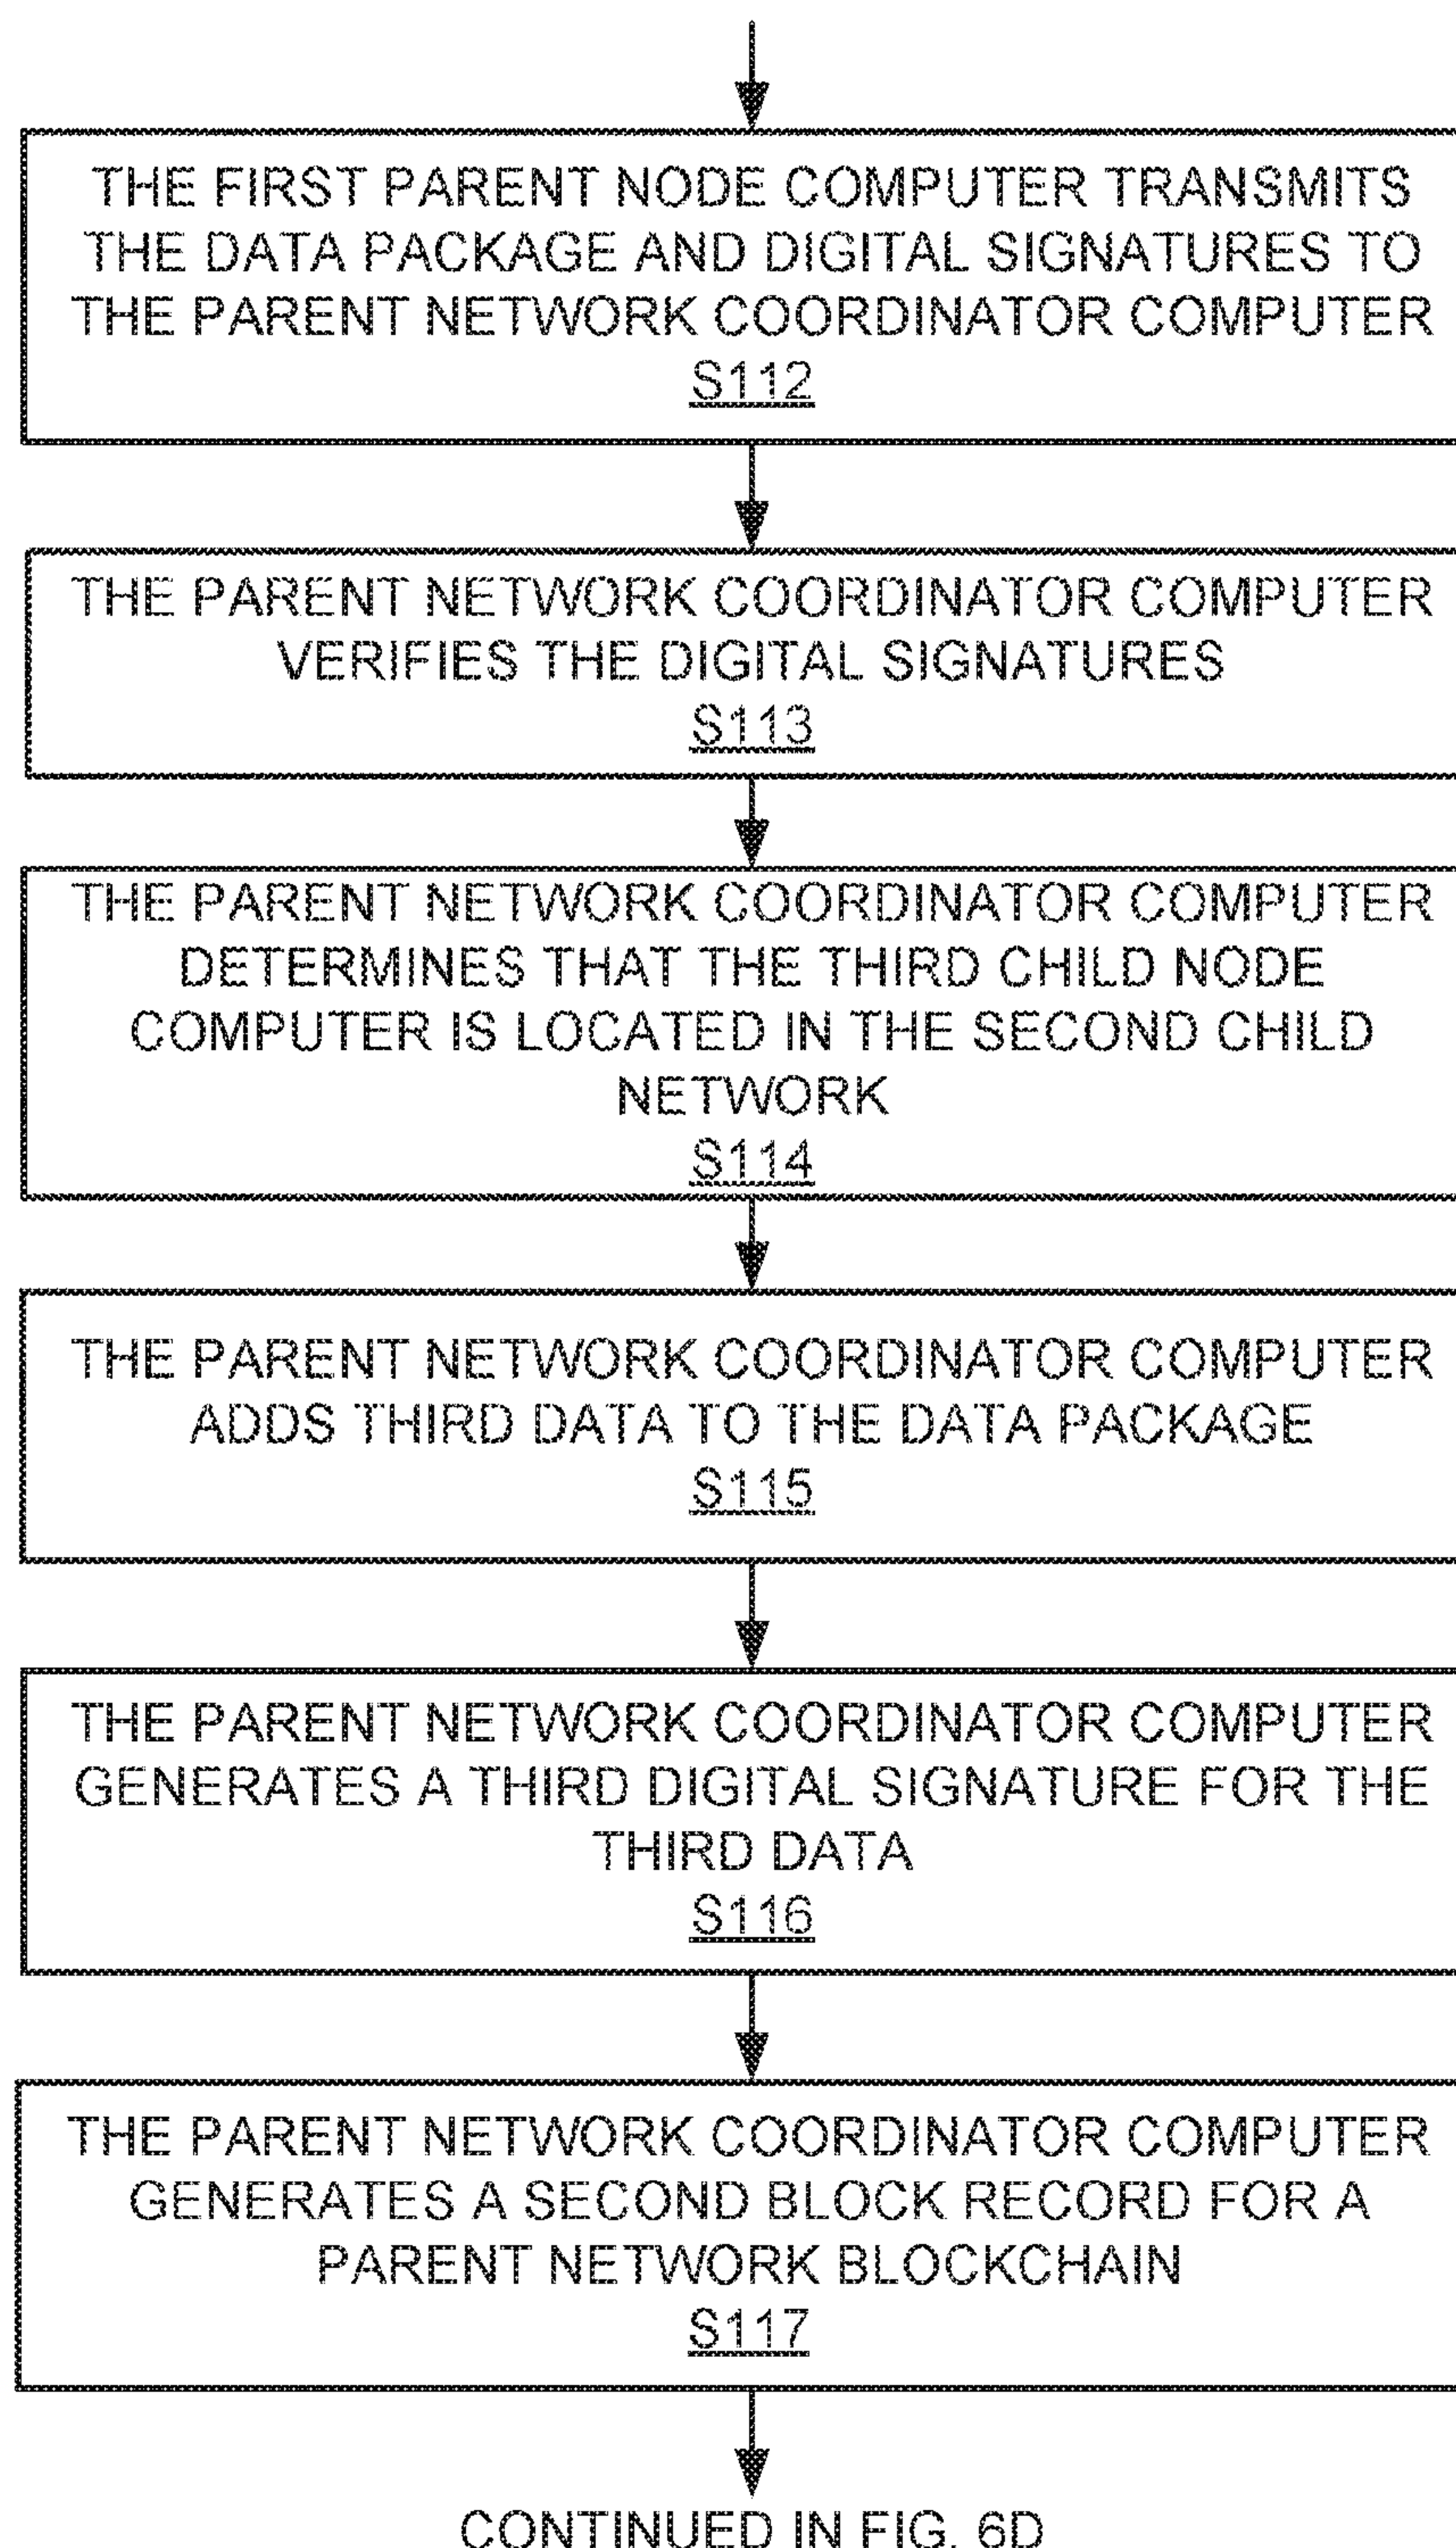 THE FIRST PARENT NODE COMPUTER TRANSMITS
THE DATA PACKAGE AND DIGITAL SIGNATURES TO
THE PARENT NETWORK COORDINATOR COMPUTER
S112
THE PARENT NETWORK COORDINATOR COMPUTER
VERIFIES THE DIGITAL SIGNATURES
S113
THE PARENT NETWORK COORDINATOR COMPUTER
DETERMINES THAT THE THIRD CHILD NODE
COMPUTER IS LOCATED IN THE SECOND CHILD
NETWORK
S114
THE PARENT NETWORK COORDINATOR COMPUTER
ADDS THIRD DATA TO THE DATA PACKAGE
S115
THE PARENT NETWORK COORDINATOR COMPUTER
GENERATES A THIRD DIGITAL SIGNATURE FOR THE
THIRD DATA
S116
THE PARENT NETWORK COORDINATOR COMPUTER
GENERATES A SECOND BLOCK RECORD FOR A
PARENT NETWORK BLOCKCHAIN
S117
CONTINUED IN FIG. 6D